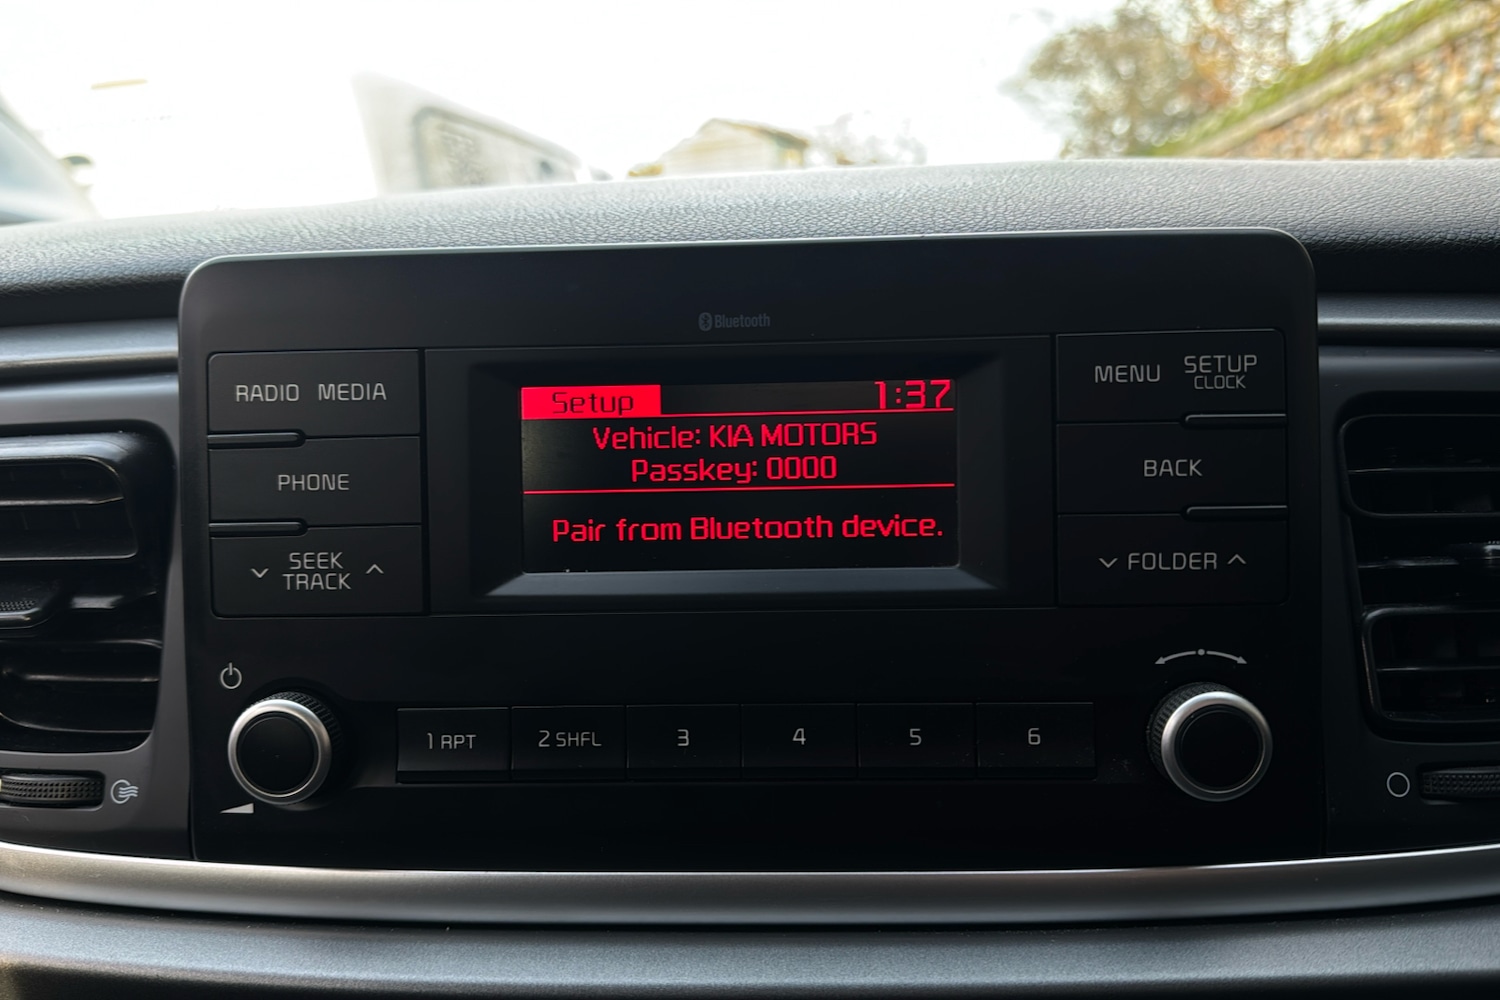 Bluetooth
RADIO MEDIA
PHONE
SEEK
TRACK
Setup 1:37
Vehicle: KIA MOTORS
Passkey: 0000
Pair from Bluetooth device.
MENU SETUP
CLOCK
BACK
FOLDER
1 RPT 2 SHFL 3 4 5 6